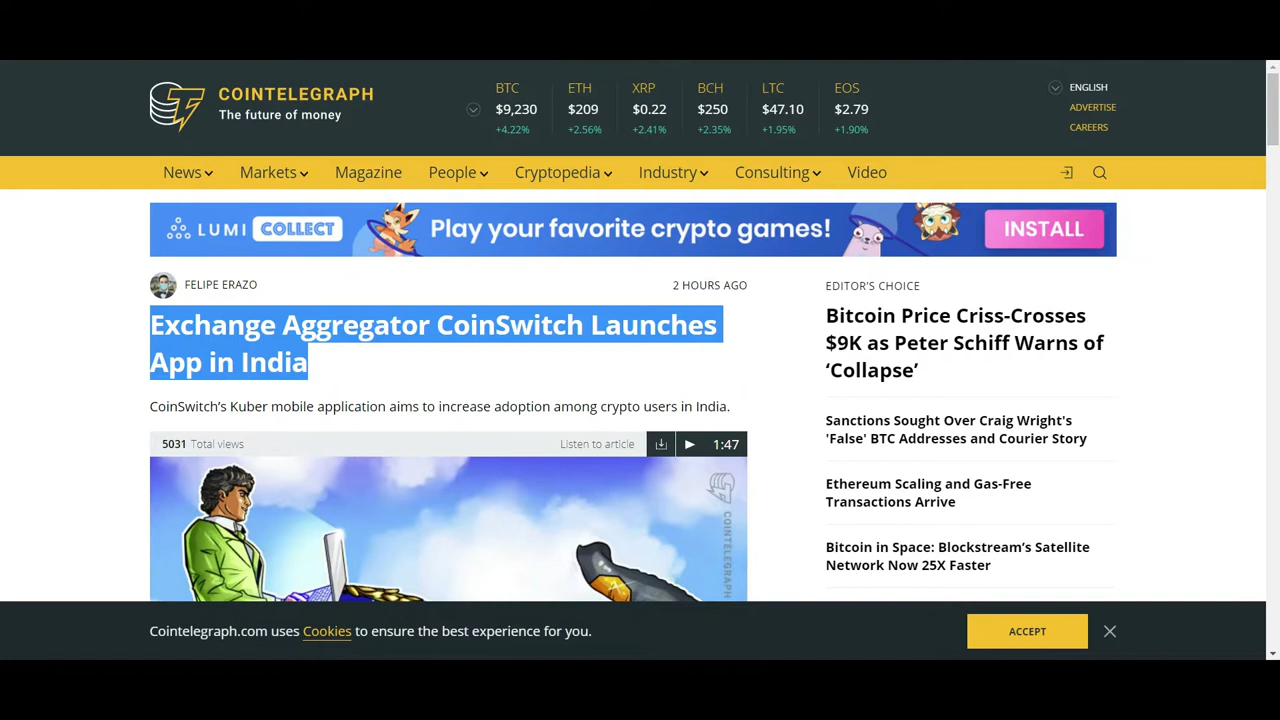 COINTELEGRAPH
The future of money
BTC ETH XRP BCH LTC EOS
$9,230 $209 $0.22 $250 $47.10 $2.79
+4.22% +2.56% +2.41% +2.35% +1.95% +1.90%
ENGLISH
ADVERTISE
CAREERS
News Markets Magazine People Cryptopedia Industry Consulting Video
LUMI COLLECT Play your favorite crypto games! INSTALL
FELIPE ERAZO 2 HOURS AGO
Exchange Aggregator CoinSwitch Launches
App in India
CoinSwitch’s Kuber mobile application aims to increase adoption among crypto users in India.
5031 Total views Listen to article 1:47
COINTELEGRAPH
EDITOR’S CHOICE
Bitcoin Price Criss-Crosses
$9K as Peter Schiff Warns of
‘Collapse’
Sanctions Sought Over Craig Wright's
'False' BTC Addresses and Courier Story
Ethereum Scaling and Gas-Free
Transactions Arrive
Bitcoin in Space: Blockstream’s Satellite
Network Now 25X Faster
Cointelegraph.com uses Cookies to ensure the best experience for you.
ACCEPT